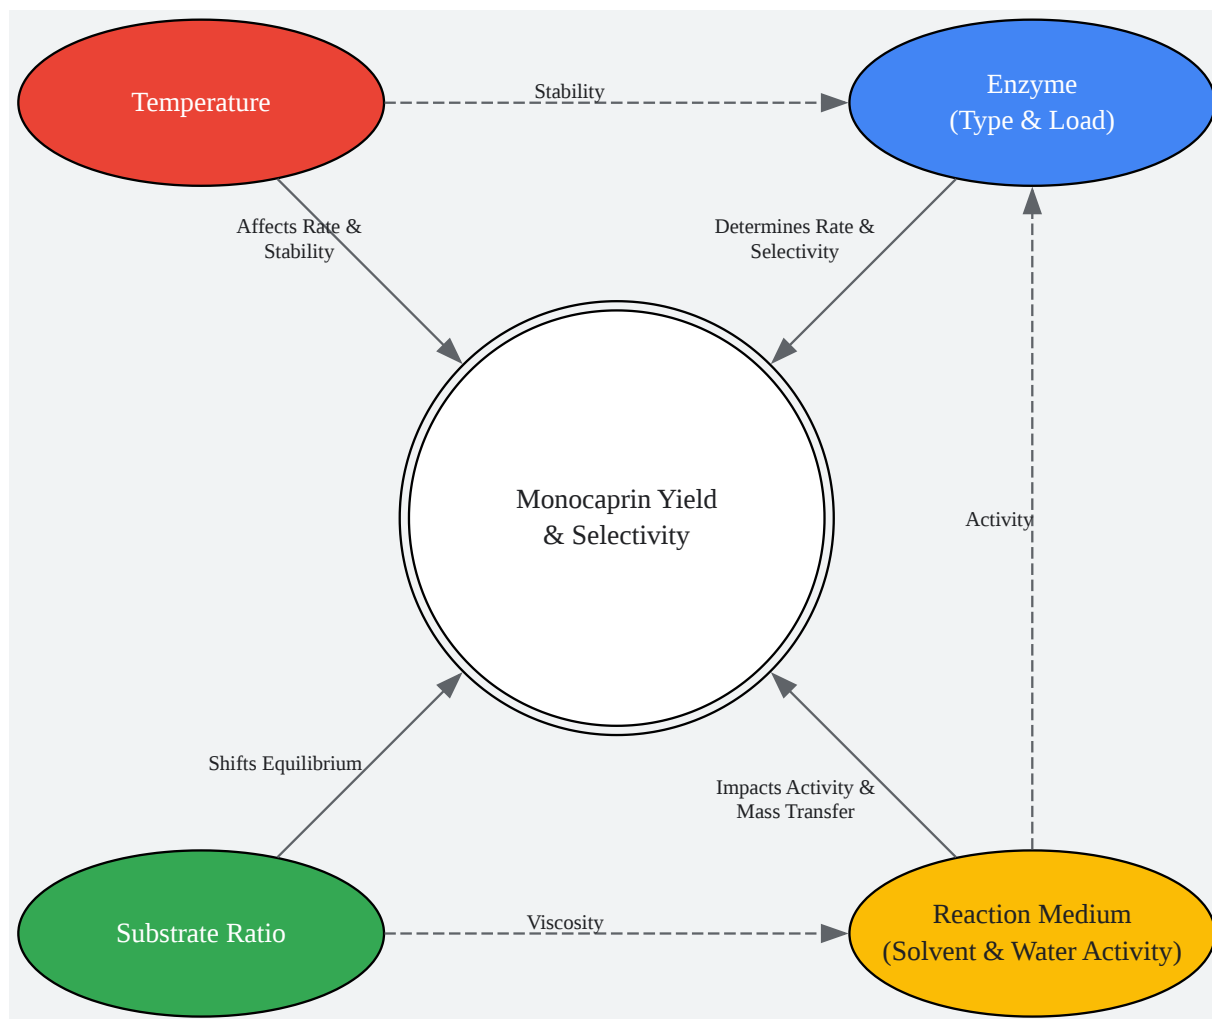 Temperature
Stability
Enzyme
(Type & Load)
Affects Rate &
Stability
Determines Rate &
Selectivity
Monocaprin Yield
& Selectivity
Activity
Shifts Equilibrium
Impacts Activity &
Mass Transfer
Substrate Ratio
Viscosity
Reaction Medium
(Solvent & Water Activity)